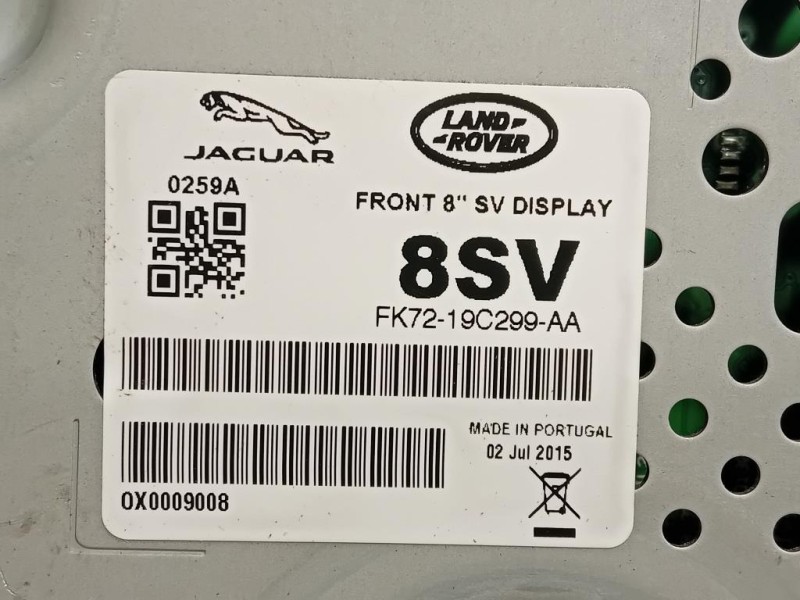 JAGUAR
LAND
ROVER
0259A
FRONT 8" SV DISPLAY
8SV
FK72-19C299-AA
MADE IN PORTUGAL
02 Jul 2015
0X0009008